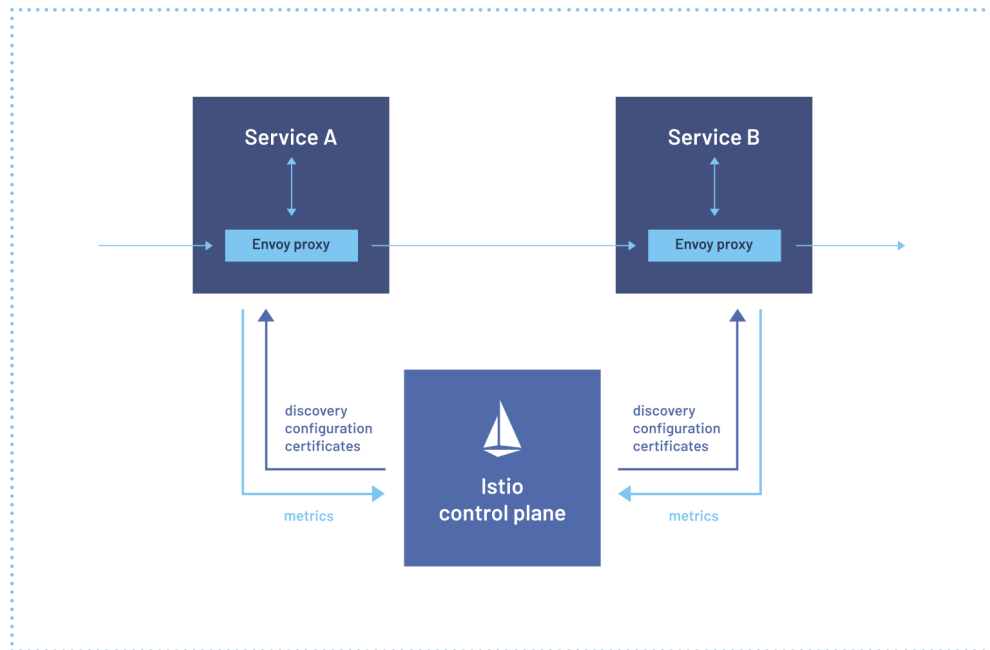 Service A
Envoy proxy
Service B
Envoy proxy
discovery
configuration
certificates
metrics
Istio
control plane
discovery
configuration
certificates
metrics